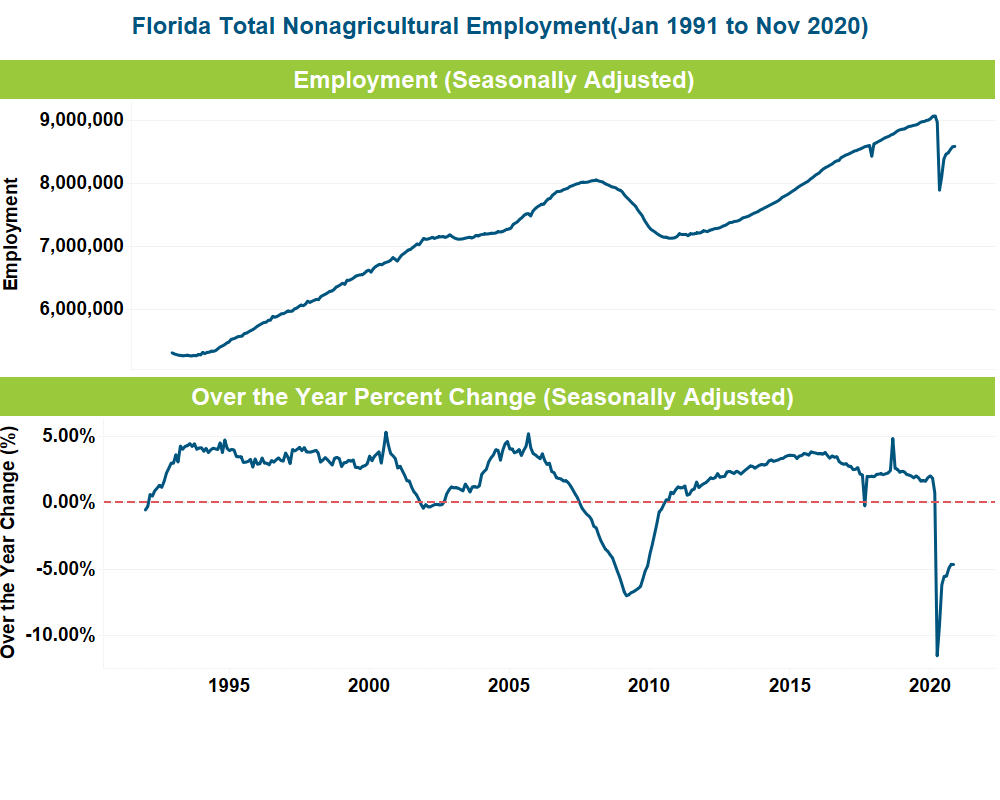 Florida Total Nonagricultural Employment(Jan 1991 to Nov 2020)
Employment (Seasonally Adjusted)
9,000,000
8,000,000
7,000,000
6,000,000
Employment
Over the Year Percent Change (Seasonally Adjusted)
5.00%
0.00%
-5.00%
-10.00%
Over the Year Change (%)
1995 2000 2005 2010 2015 2020